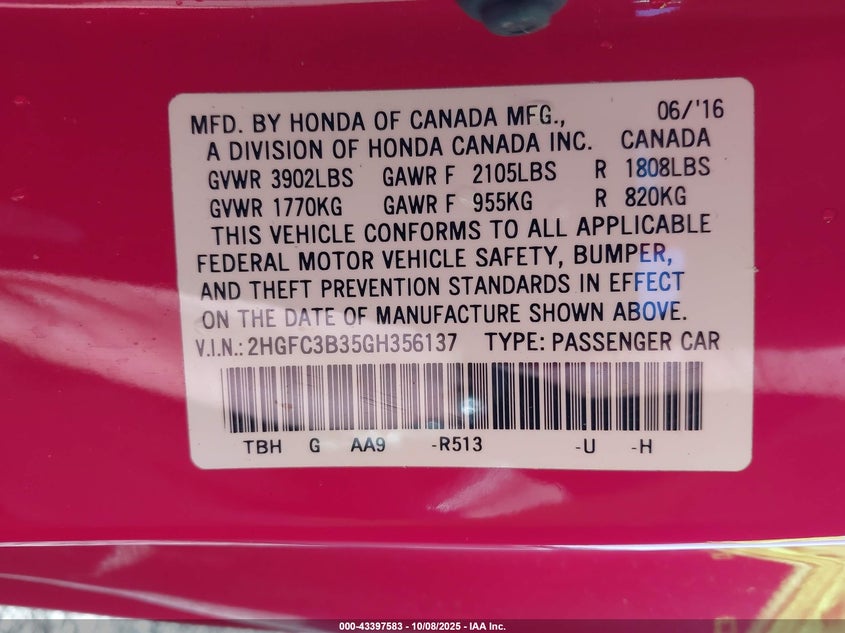 MFD. BY HONDA OF CANADA MFG., 06/'16
A DIVISION OF HONDA CANADA INC. CANADA
GVWR 3902LBS GAWR F 2105LBS R 1808LBS
GVWR 1770KG GAWR F 955KG R 820KG
THIS VEHICLE CONFORMS TO ALL APPLICABLE
FEDERAL MOTOR VEHICLE SAFETY, BUMPER,
AND THEFT PREVENTION STANDARDS IN EFFECT
ON THE DATE OF MANUFACTURE SHOWN ABOVE.
V.I.N.: 2HGFC3B35GH356137 TYPE: PASSENGER CAR
TBH G AA9 -R513 -U -H
000-43397583 - 10/08/2025 - IAA Inc.